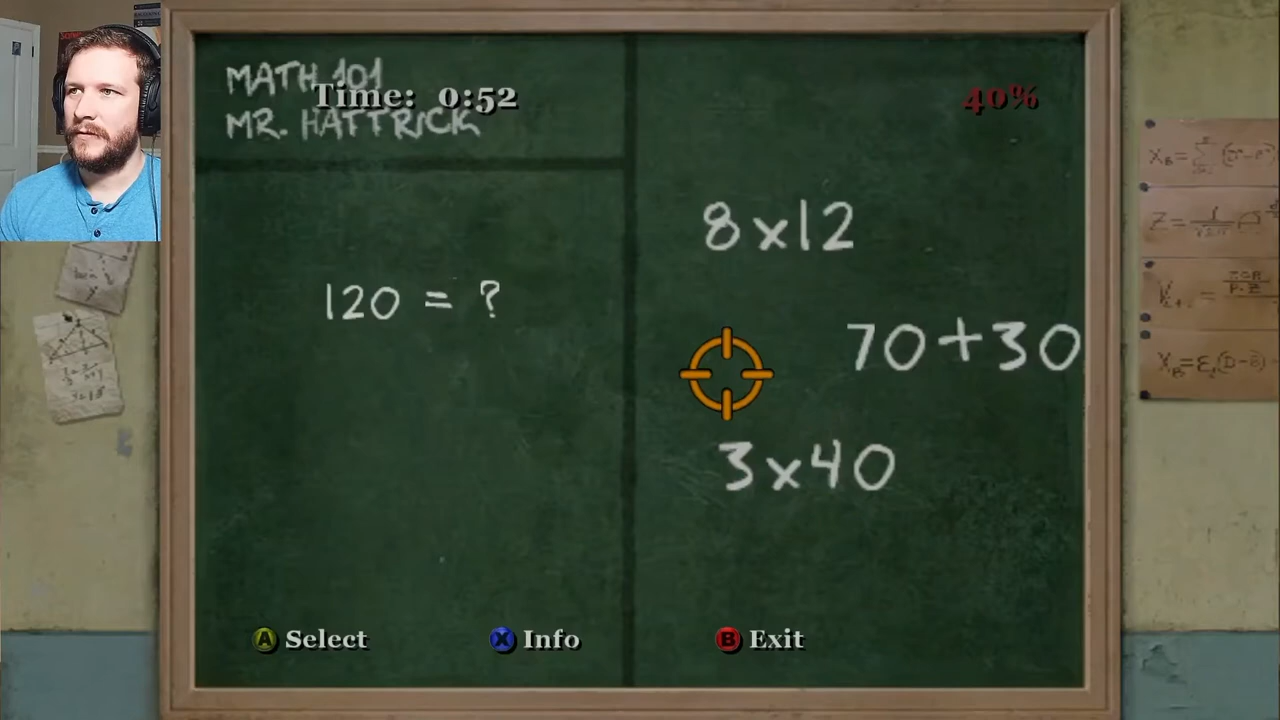 MATH 101
Time: 0:52
40%
MR. HATTRICK
8x12
120 = ?
70+30
3x40
A Select
X Info
B Exit